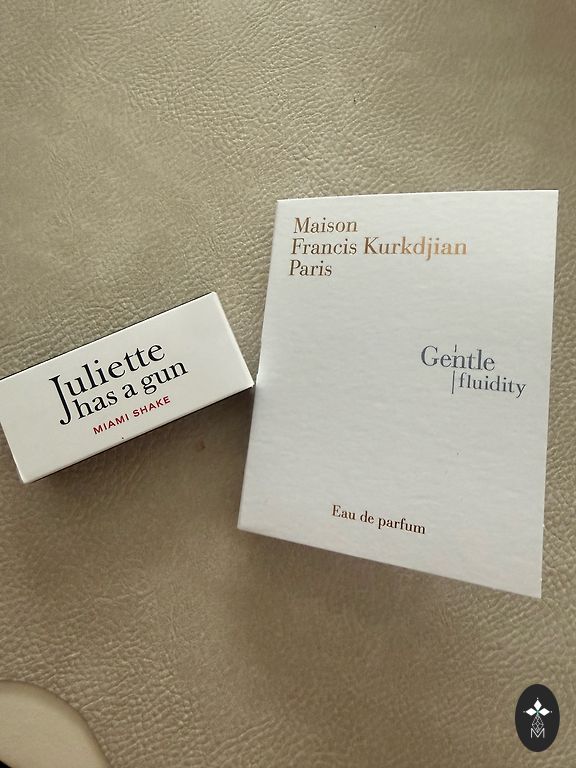 Juliette
has a gun
MIAMI SHAKE
Maison
Francis Kurkdjian
Paris
Gentle
fluidity
Eau de parfum
M